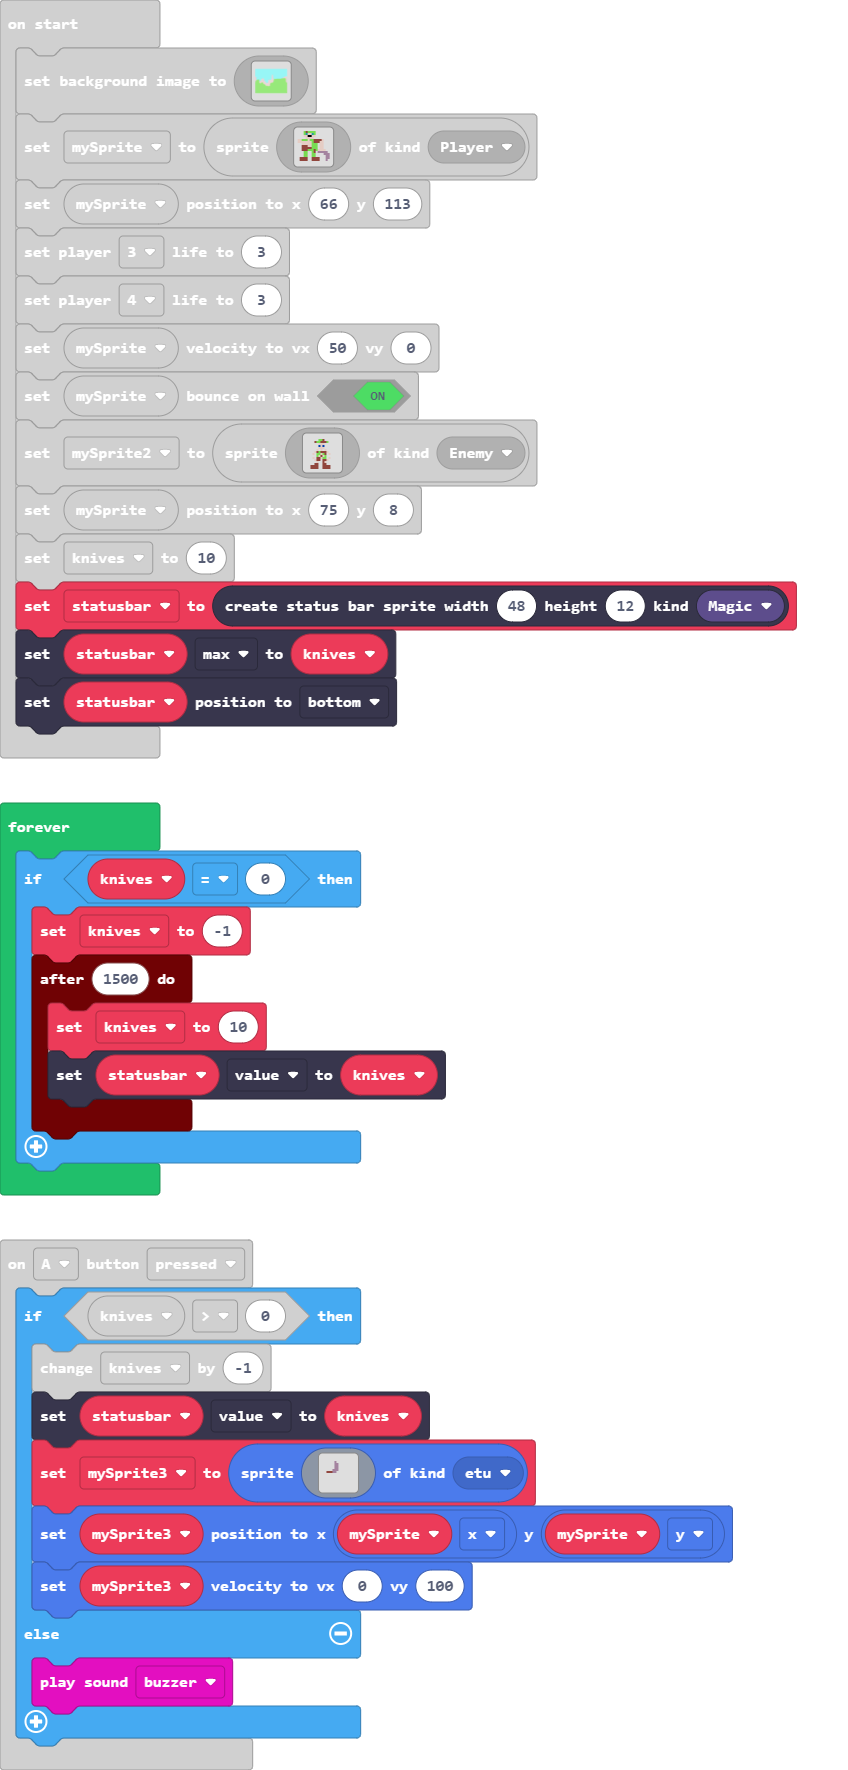 on start
set background image to
set mySprite to sprite of kind Player
set mySprite position to x 66 y 113
set player 3 life to 3
set player 4 life to 3
set mySprite velocity to vx 50 vy 0
set mySprite bounce on wall ON
set mySprite2 to sprite of kind Enemy
set mySprite position to x 75 y 8
set knives to 10
set statusbar to create status bar sprite width 48 height 12 kind Magic
set statusbar max to knives
set statusbar position to bottom
forever
if knives = 0 then
set knives to -1
after 1500 do
set knives to 10
set statusbar value to knives
on A button pressed
if knives > 0 then
change knives by -1
set statusbar value to knives
set mySprite3 to sprite of kind etu
set mySprite3 position to x mySprite x y mySprite y
set mySprite3 velocity to vx 0 vy 100
else
play sound buzzer